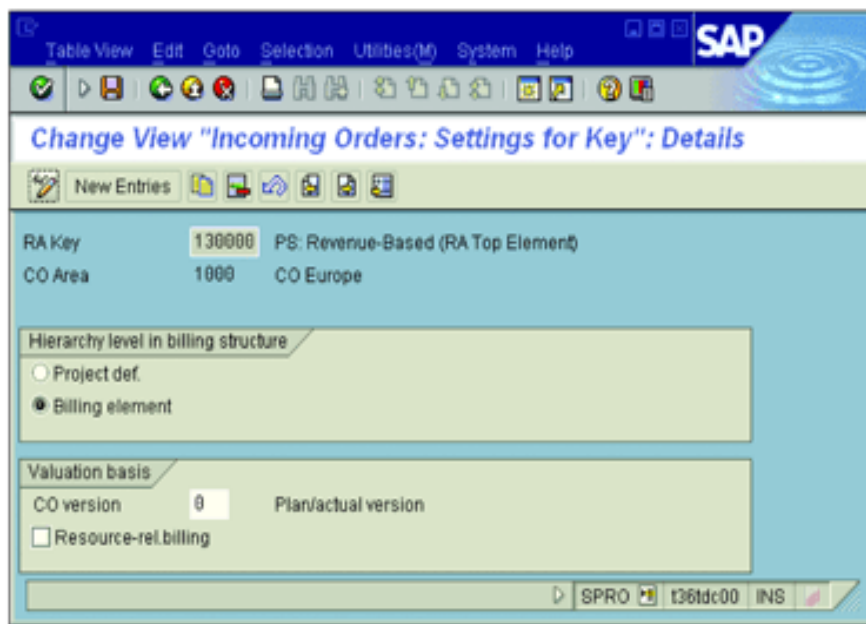 Table View Edit Goto Selection Utilities(M) System Help
SAP
Change View "Incoming Orders: Settings for Key": Details
New Entries
RA Key 130000 PS: Revenue-Based (RA Top Element)
CO Area 1000 CO Europe
Hierarchy level in billing structure
Project def.
Billing element
Valuation basis
CO version 0 Plan/actual version
Resource-rel.billing
SPRO t36tdc00 INS